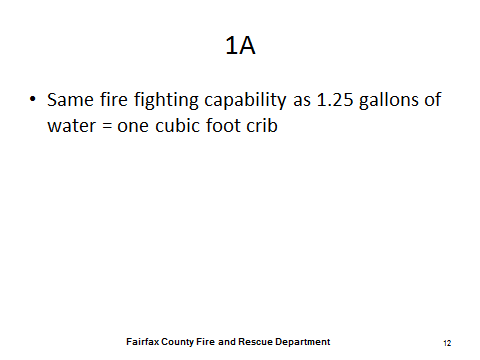 1A
• Same fire fighting capability as 1.25 gallons of
water = one cubic foot crib
Fairfax County Fire and Rescue Department
12